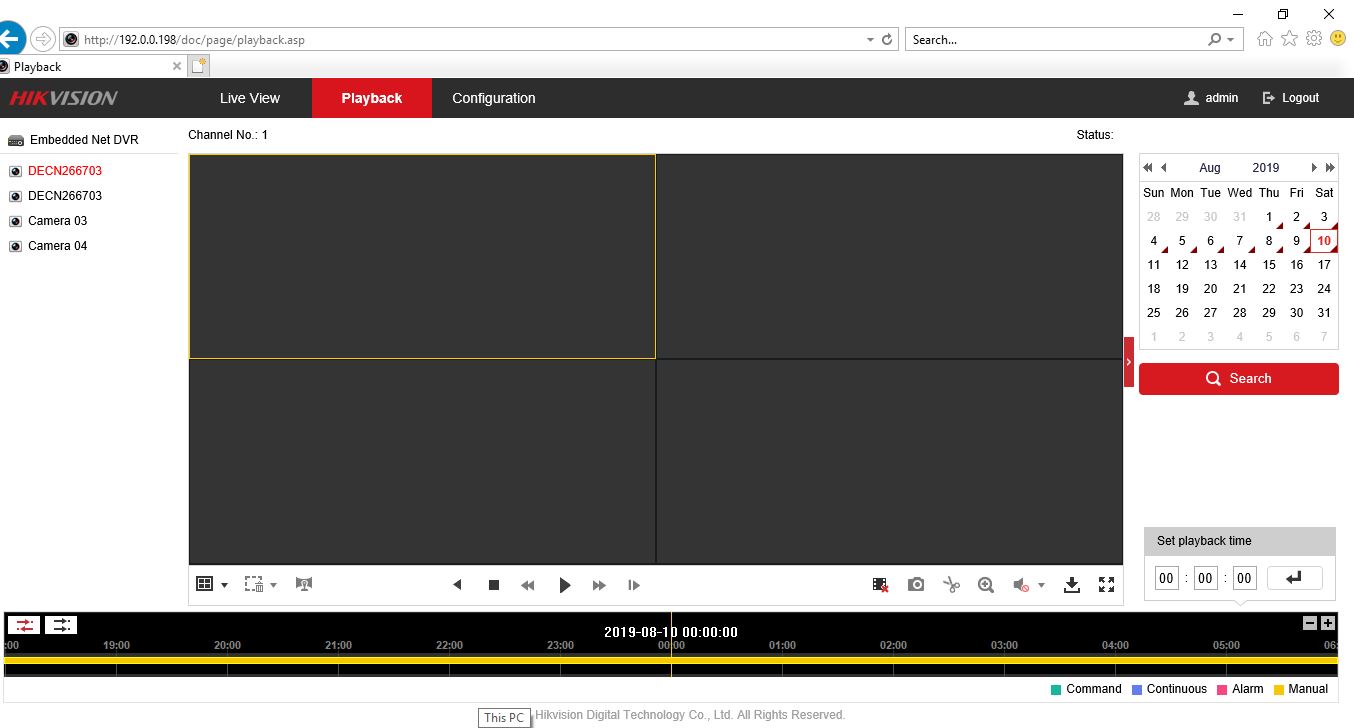 http://192.0.0.198/doc/page/playback.asp
Search...
Playback
HIKVISION
Live View
Playback
Configuration
admin
Logout
Embedded Net DVR
DECN266703
DECN266703
Camera 03
Camera 04
Channel No.: 1
Status:
Aug 2019
Sun Mon Tue Wed Thu Fri Sat
28 29 30 31 1 2 3
4 5 6 7 8 9 10
11 12 13 14 15 16 17
18 19 20 21 22 23 24
25 26 27 28 29 30 31
1 2 3 4 5 6 7
Search
Set playback time
00 : 00 : 00
2019-08-10 00:00:00
:00 19:00 20:00 21:00 22:00 23:00 00:00 01:00 02:00 03:00 04:00 05:00 06:
Command Continuous Alarm Manual
This PC
Hikvision Digital Technology Co., Ltd. All Rights Reserved.